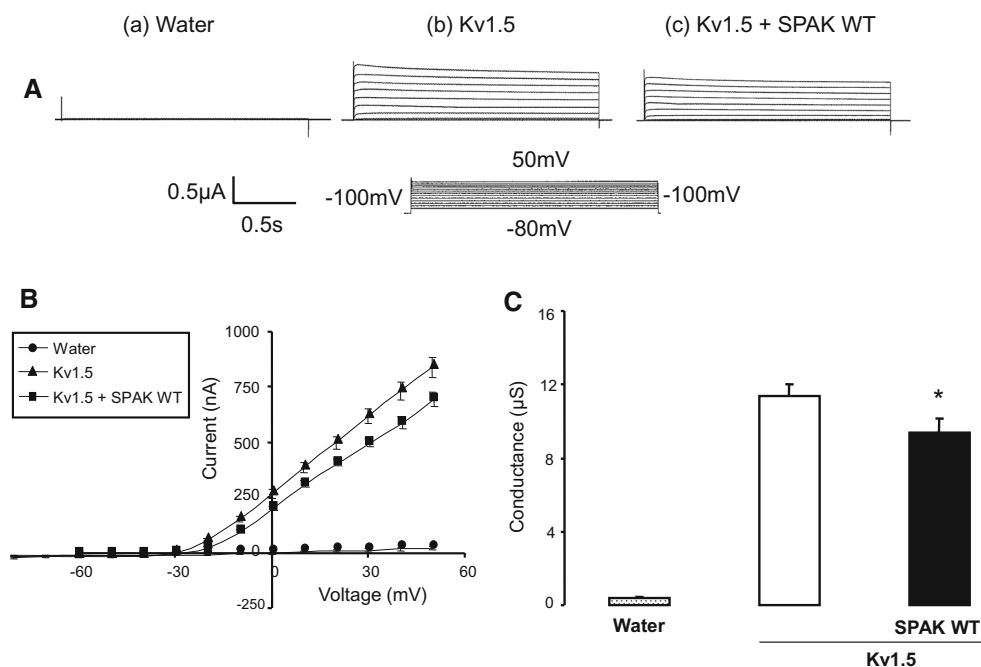 (a) Water
(b) Kv1.5
(c) Kv1.5 + SPAK WT
A
0.5µA
0.5s
50mV
-100mV
-100mV
-80mV
B
Water
Kv1.5
Kv1.5 + SPAK WT
1000
750
500
250
0
-250
Current (nA)
-60
-30
0
30
60
Voltage (mV)
C
16
12
8
4
0
Conductance (µS)
*
Water
SPAK WT
Kv1.5